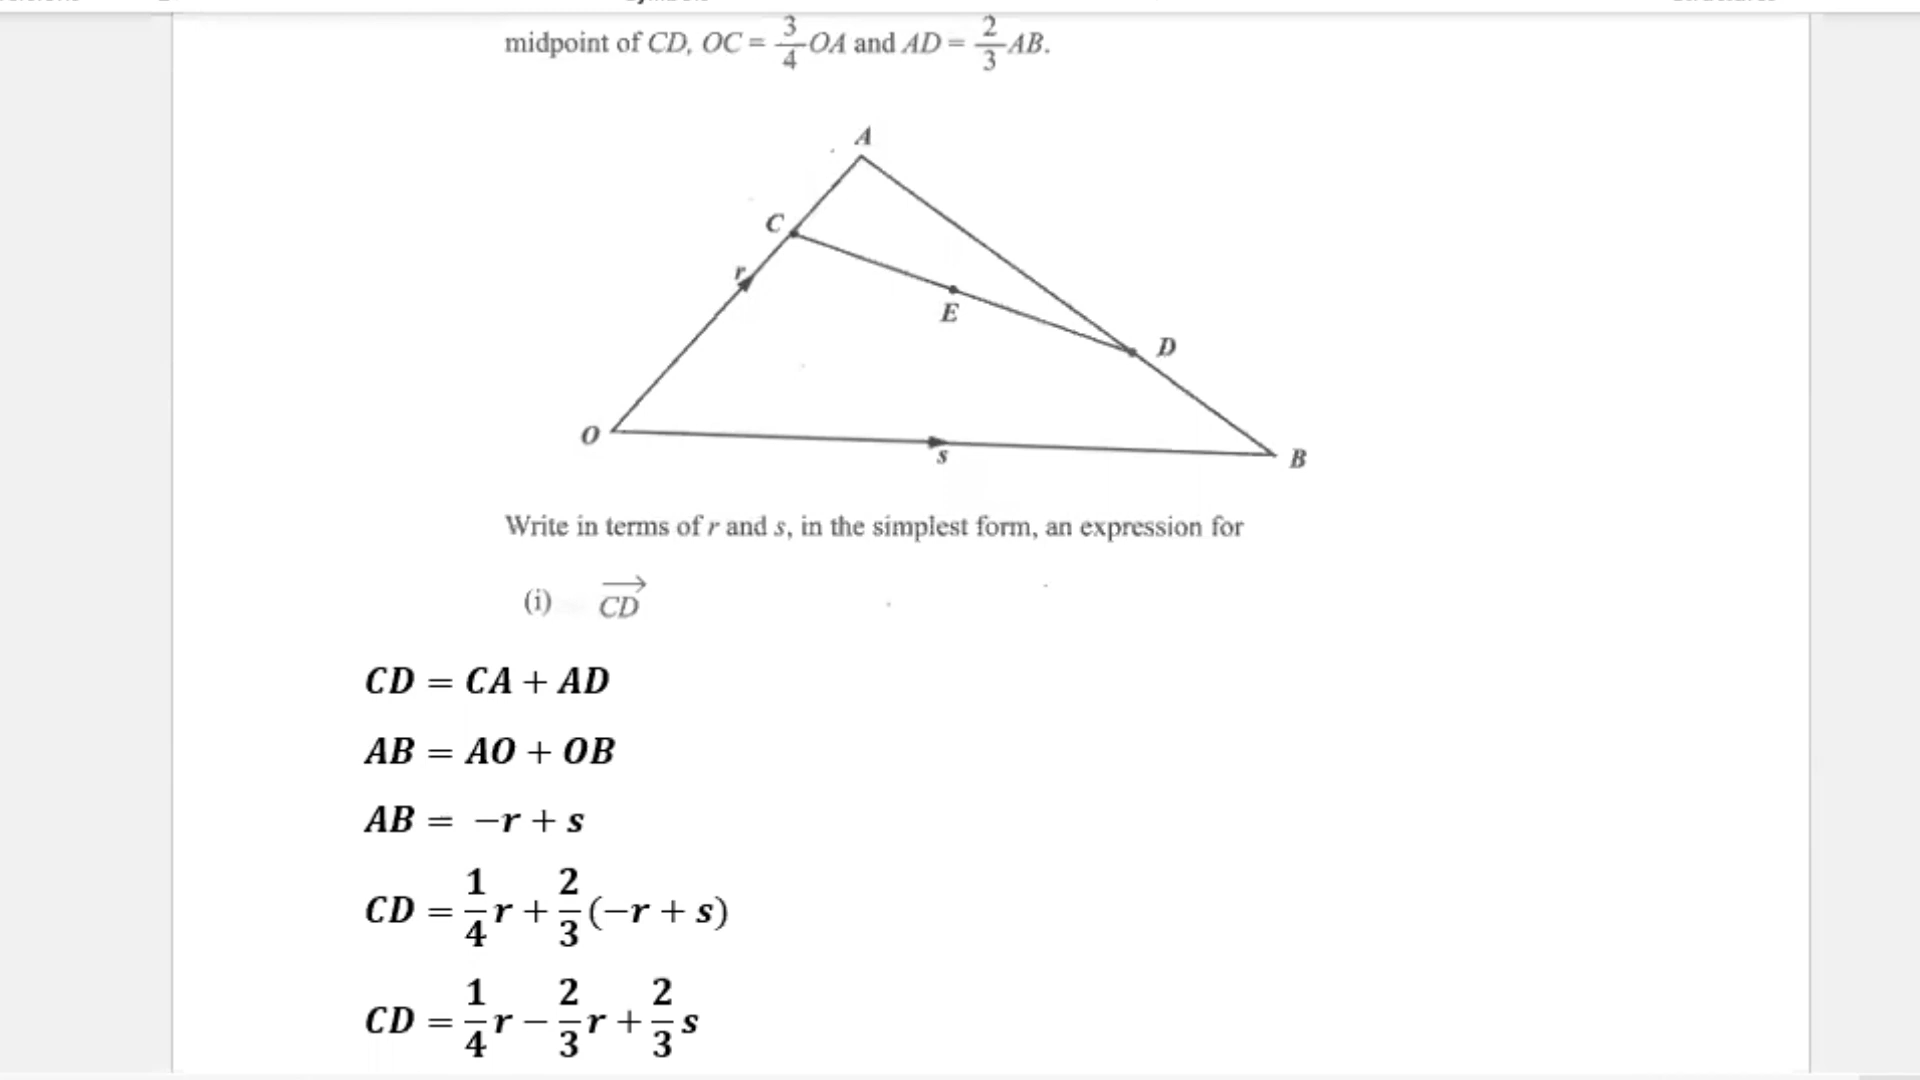 midpoint of CD, OC = 3/4 OA and AD = 2/3 AB.
A
C
r
E
D
O
s
B
Write in terms of r and s, in the simplest form, an expression for
(i) CD→
CD = CA + AD
AB = AO + OB
AB = −r + s
CD = 1/4 r + 2/3 (−r + s)
CD = 1/4 r − 2/3 r + 2/3 s